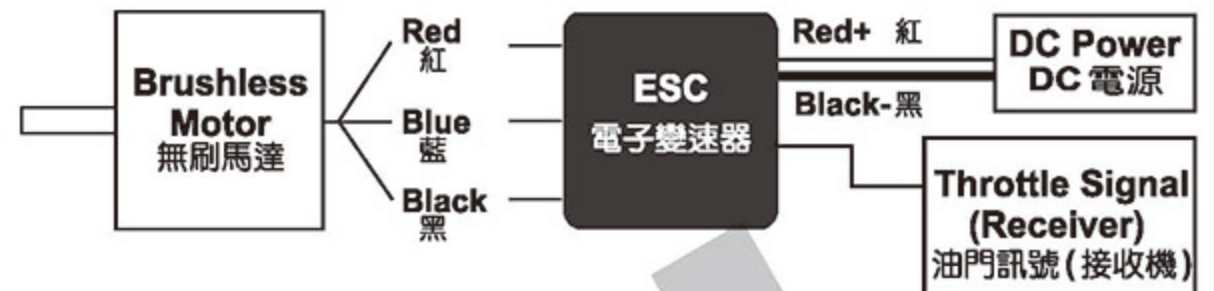 Brushless
Motor
無刷馬達
Red
紅
Blue
藍
Black
黑
ESC
電子變速器
Red+ 紅
Black-黑
DC Power
DC 電源
Throttle Signal
(Receiver)
油門訊號(接收機)